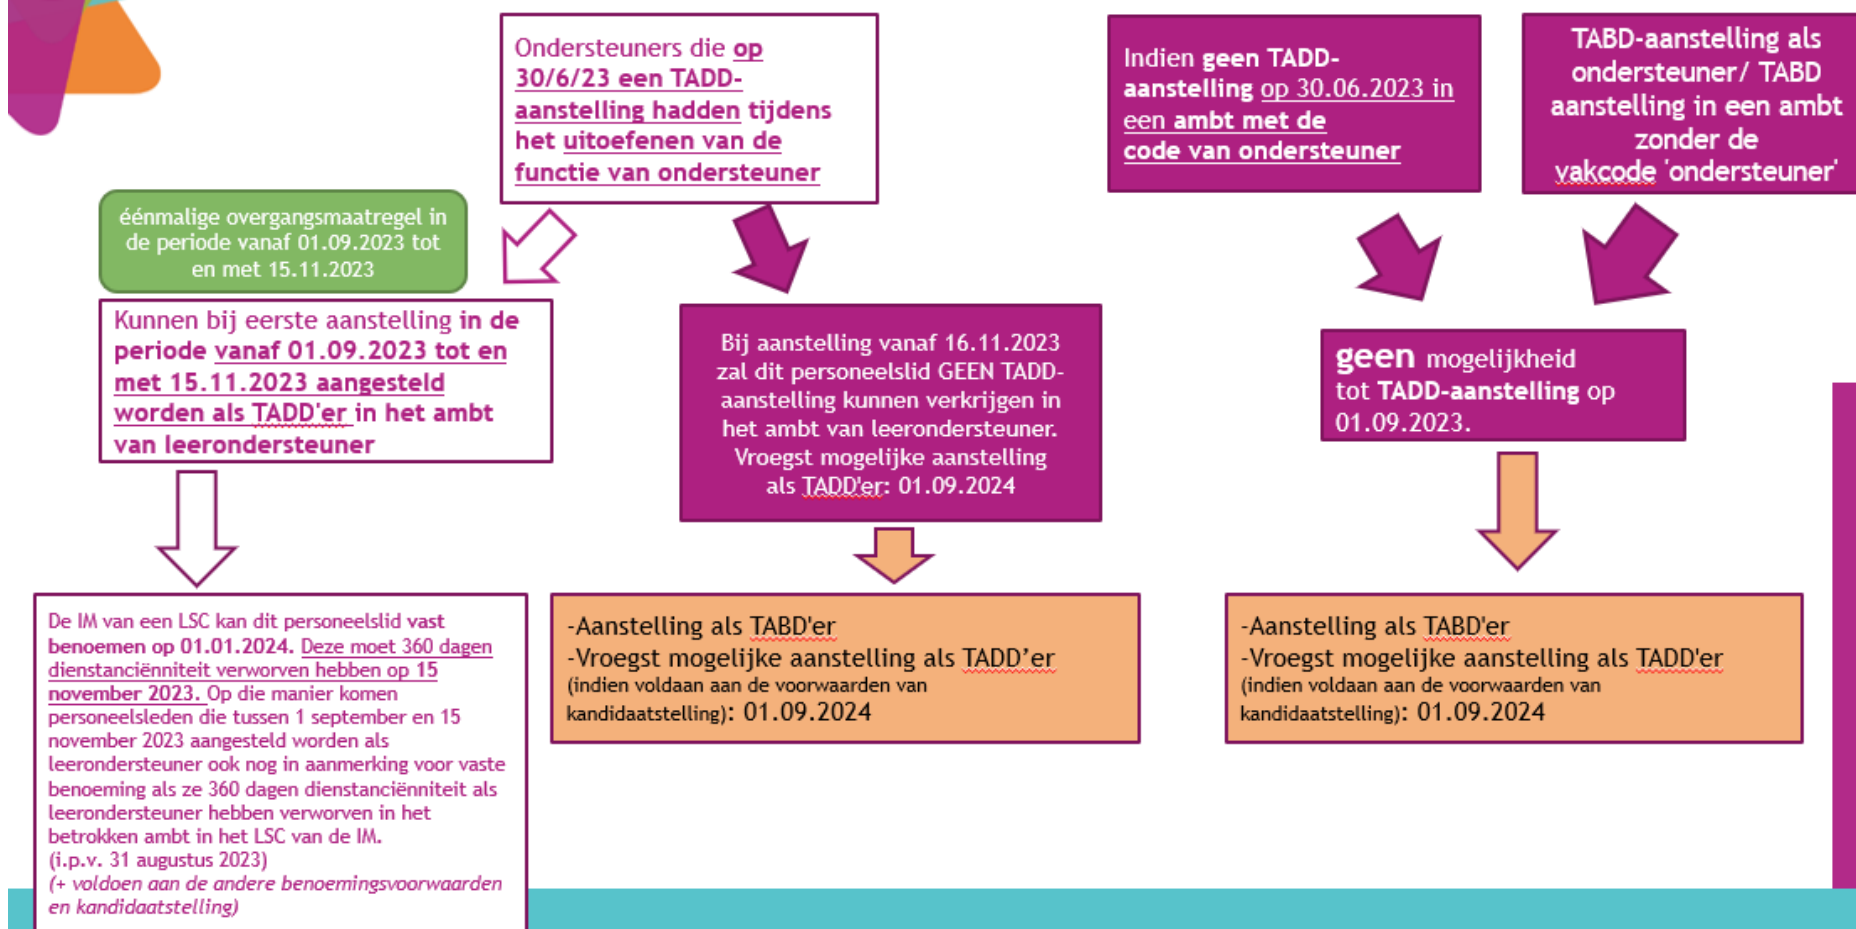 Ondersteuners die op
30/6/23 een TADD-
aanstelling hadden tijdens
het uitoefenen van de
functie van ondersteuner
Indien geen TADD-
aanstelling op 30.06.2023 in
een ambt met de
code van ondersteuner
TABD-aanstelling als
ondersteuner/ TABD
aanstelling in een ambt
zonder de
vakcode 'ondersteuner'
éénmalige overgangsmaatregel in
de periode vanaf 01.09.2023 tot
en met 15.11.2023
Kunnen bij eerste aanstelling in de
periode vanaf 01.09.2023 tot en
met 15.11.2023 aangesteld
worden als TADD'er in het ambt
van leerondersteuner
Bij aanstelling vanaf 16.11.2023
zal dit personeelslid GEEN TADD-
aanstelling kunnen verkrijgen in
het ambt van leerondersteuner.
Vroegst mogelijke aanstelling
als TADD'er: 01.09.2024
geen mogelijkheid
tot TADD-aanstelling op
01.09.2023.
De IM van een LSC kan dit personeelslid vast
benoemen op 01.01.2024. Deze moet 360 dagen
dienstanciënniteit verworven hebben op 15
november 2023. Op die manier komen
personeelsleden die tussen 1 september en 15
november 2023 aangesteld worden als
leerondersteuner ook nog in aanmerking voor vaste
benoeming als ze 360 dagen dienstanciënniteit als
leerondersteuner hebben verworven in het
betrokken ambt in het LSC van de IM.
(i.p.v. 31 augustus 2023)
(+ voldoen aan de andere benoemingsvoorwaarden
en kandidaatstelling)
-Aanstelling als TABD'er
-Vroegst mogelijke aanstelling als TADD’er
(indien voldaan aan de voorwaarden van
kandidaatstelling): 01.09.2024
-Aanstelling als TABD'er
-Vroegst mogelijke aanstelling als TADD'er
(indien voldaan aan de voorwaarden van
kandidaatstelling): 01.09.2024